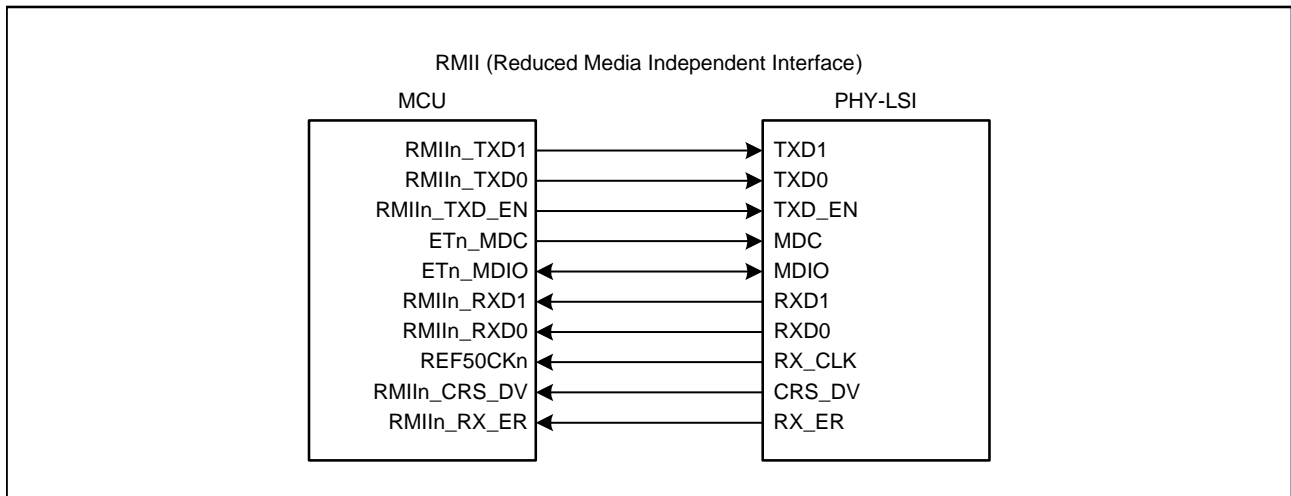 RMII (Reduced Media Independent Interface)
MCU PHY-LSI
RMIIn_TXD1 TXD1
RMIIn_TXD0 TXD0
RMIIn_TXD_EN TXD_EN
ETn_MDC MDC
ETn_MDIO MDIO
RMIIn_RXD1 RXD1
RMIIn_RXD0 RXD0
REF50CKn RX_CLK
RMIIn_CRS_DV CRS_DV
RMIIn_RX_ER RX_ER